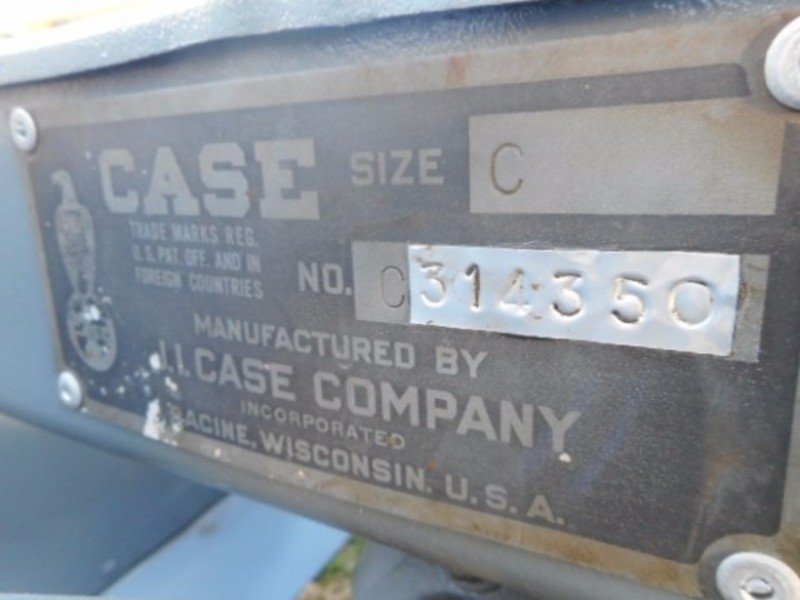 CASE SIZE C
TRADE MARKS REG.
U.S. PAT. OFF. AND IN
FOREIGN COUNTRIES
NO. C314350
MANUFACTURED BY
J.I. CASE COMPANY
INCORPORATED
RACINE, WISCONSIN, U.S.A.